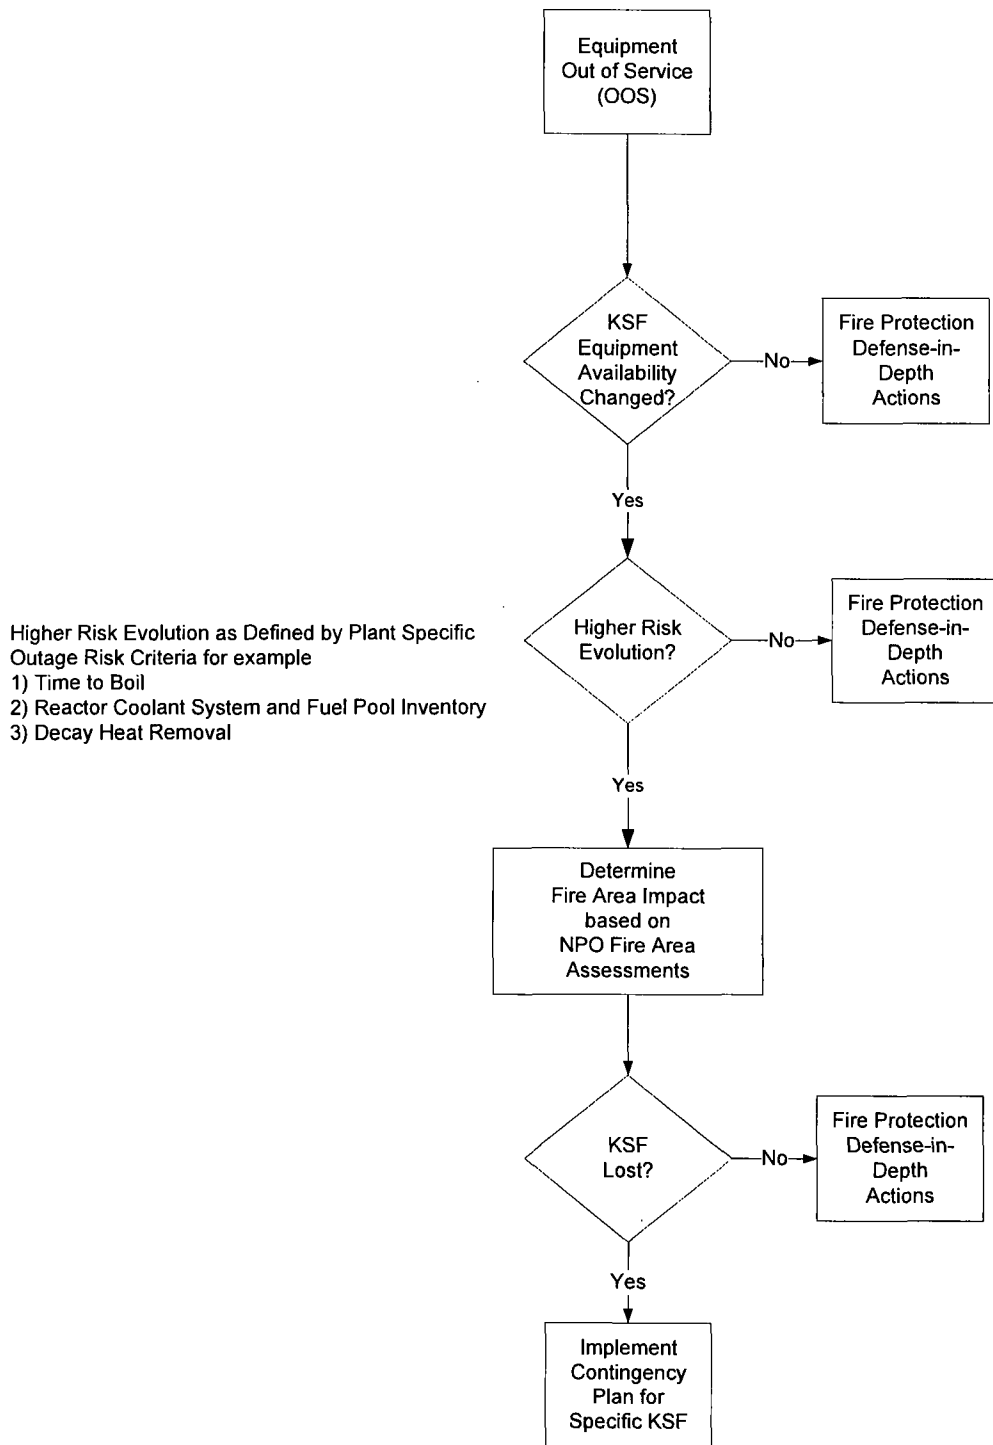 Equipment
Out of Service
(OOS)
KSF
Equipment
Availability
Changed?
No
Fire Protection
Defense-in-
Depth
Actions
Yes
Higher Risk Evolution as Defined by Plant Specific
Outage Risk Criteria for example
1) Time to Boil
2) Reactor Coolant System and Fuel Pool Inventory
3) Decay Heat Removal
Higher Risk
Evolution?
No
Fire Protection
Defense-in-
Depth
Actions
Yes
Determine
Fire Area Impact
based on
NPO Fire Area
Assessments
KSF
Lost?
No
Fire Protection
Defense-in-
Depth
Actions
Yes
Implement
Contingency
Plan for
Specific KSF